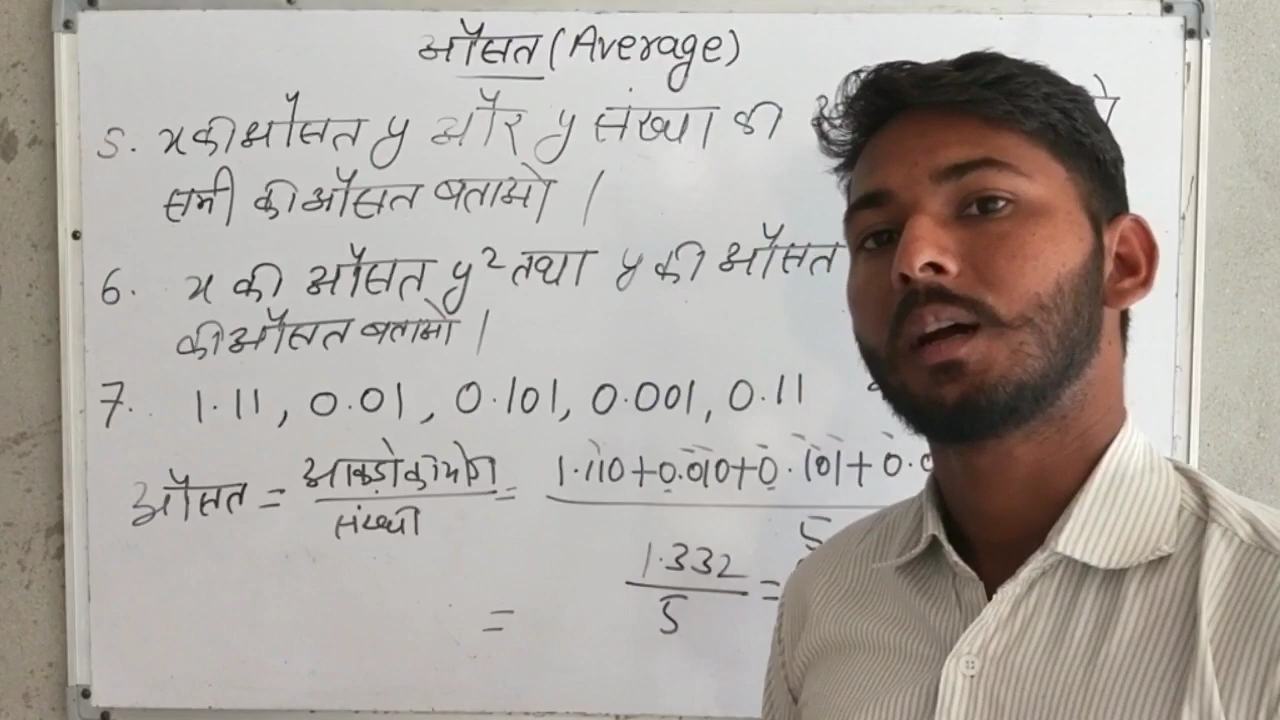 औसत (Average)
5. x की औसत y और y संख्या की
सभी की औसत बताओ ।
6. x की औसत y² तथा y की औसत
की औसत बताओ ।
7. 1.11, 0.01, 0.101, 0.001, 0.11
औसत = आकड़ो का योग / संख्या = 1.110+0.010+0.101+0.0 / 5
= 1.332 / 5 =